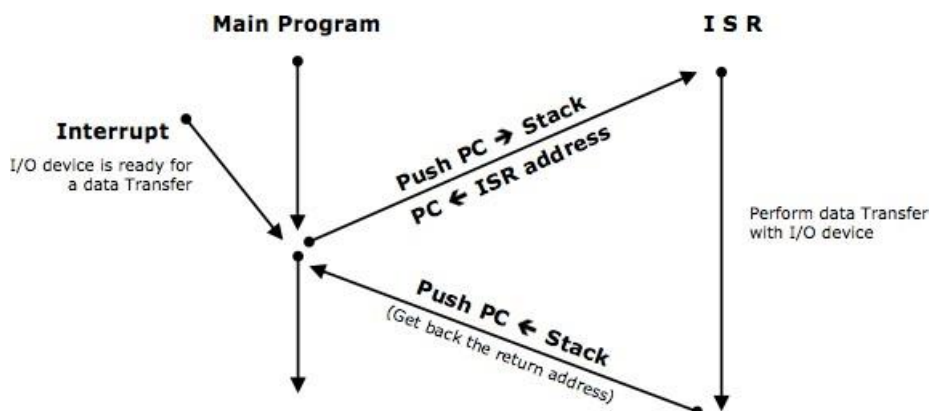 Main Program
I S R
Interrupt
I/O device is ready for
a data Transfer
Push PC → Stack
PC ← ISR address
Perform data Transfer
with I/O device
Push PC ← Stack
(Get back the return address)